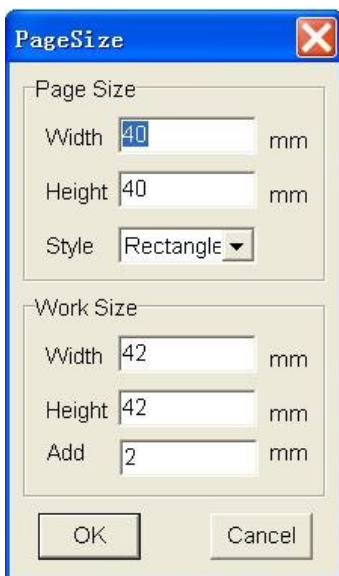 PageSize
Page Size
Width 40 mm
Height 40 mm
Style Rectangle
Work Size
Width 42 mm
Height 42 mm
Add 2 mm
OK Cancel